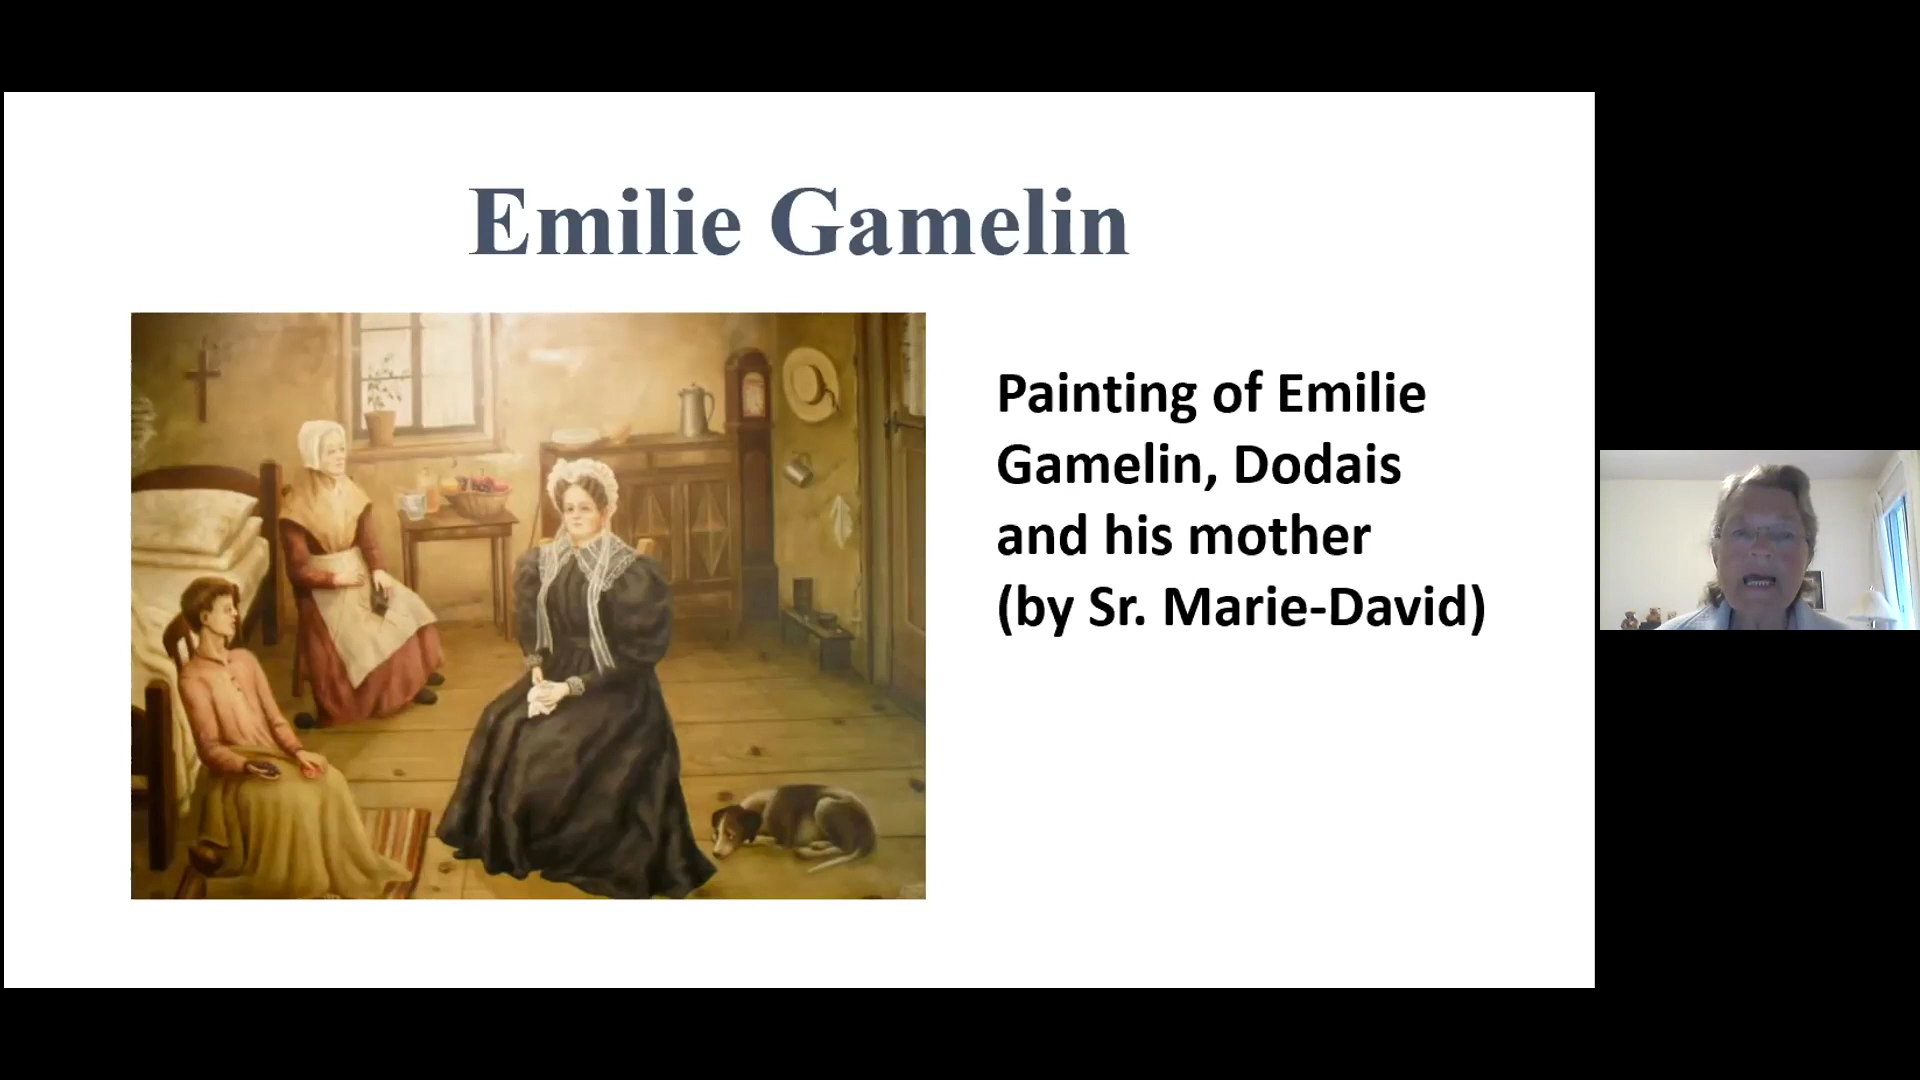 Emilie Gamelin
Painting of Emilie
Gamelin, Dodais
and his mother
(by Sr. Marie-David)